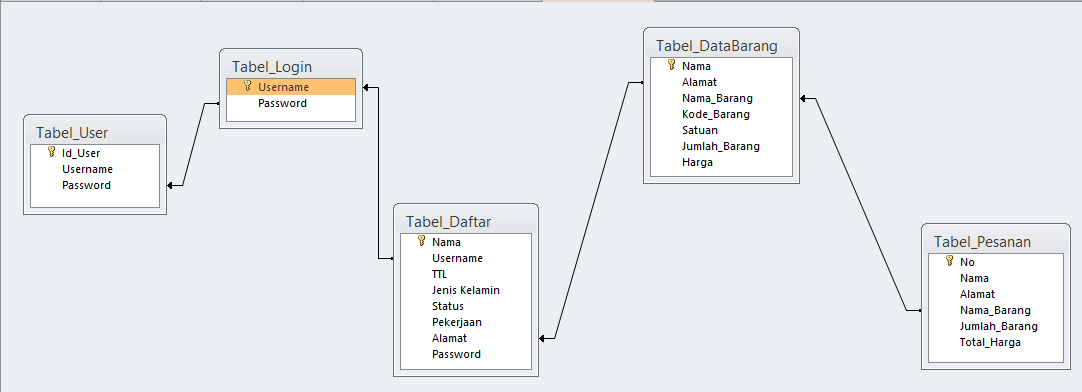 Tabel_User
Id_User
Username
Password
Tabel_Login
Username
Password
Tabel_Daftar
Nama
Username
TTL
Jenis Kelamin
Status
Pekerjaan
Alamat
Password
Tabel_DataBarang
Nama
Alamat
Nama_Barang
Kode_Barang
Satuan
Jumlah_Barang
Harga
Tabel_Pesanan
No
Nama
Alamat
Nama_Barang
Jumlah_Barang
Total_Harga